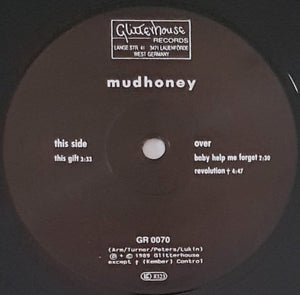 Glitterhouse
RECORDS
LANGE STR. 41 3471 LAUENFÖRDE
WEST GERMANY
mudhoney
this side
this gift 3:33
over
baby help me forget 2:30
revolution † 4:47
GR 0070
(Arm/Turner/Peters/Lukin)
℗ + © 1989 Glitterhouse
except † (Kember) Control